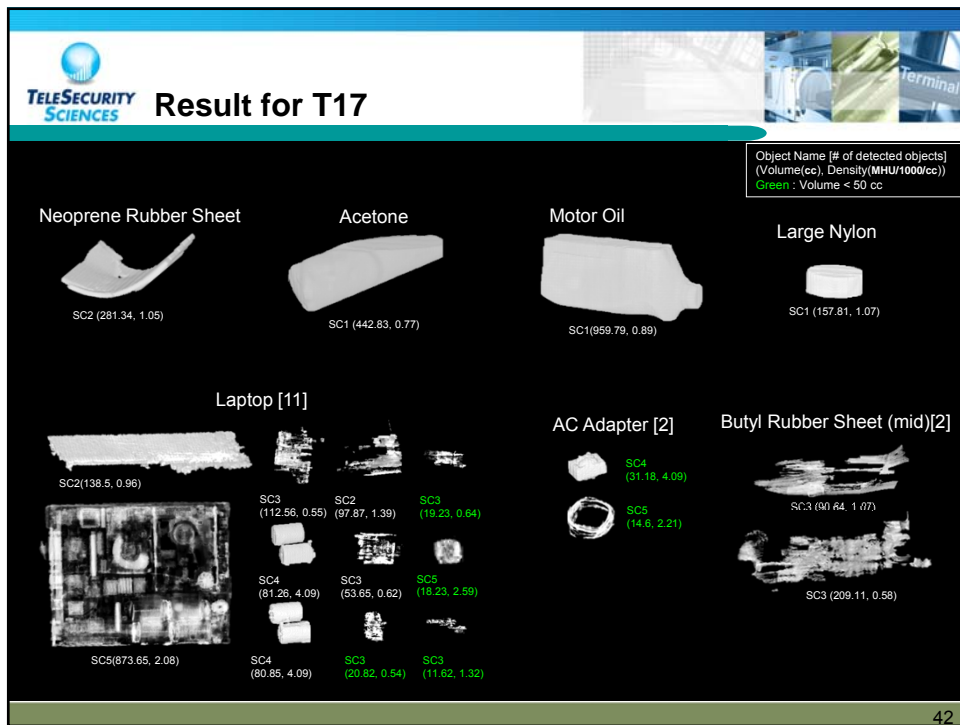 TELESECURITY
SCIENCES
Result for T17
Terminal
Object Name [# of detected objects]
(Volume(cc), Density(MHU/1000/cc))
Green : Volume < 50 cc
Neoprene Rubber Sheet
SC2 (281.34, 1.05)
Acetone
SC1 (442.83, 0.77)
Motor Oil
SC1(959.79, 0.89)
Large Nylon
SC1 (157.81, 1.07)
Laptop [11]
SC2(138.5, 0.96)
SC3
(112.56, 0.55)
SC2
(97.87, 1.39)
SC3
(19.23, 0.64)
SC4
(81.26, 4.09)
SC3
(53.65, 0.62)
SC5
(18.23, 2.59)
SC5(873.65, 2.08)
SC4
(80.85, 4.09)
SC3
(20.82, 0.54)
SC3
(11.62, 1.32)
AC Adapter [2]
SC4
(31.18, 4.09)
SC5
(14.6, 2.21)
Butyl Rubber Sheet (mid)[2]
SC3 (90.64, 1.07)
SC3 (209.11, 0.58)
42